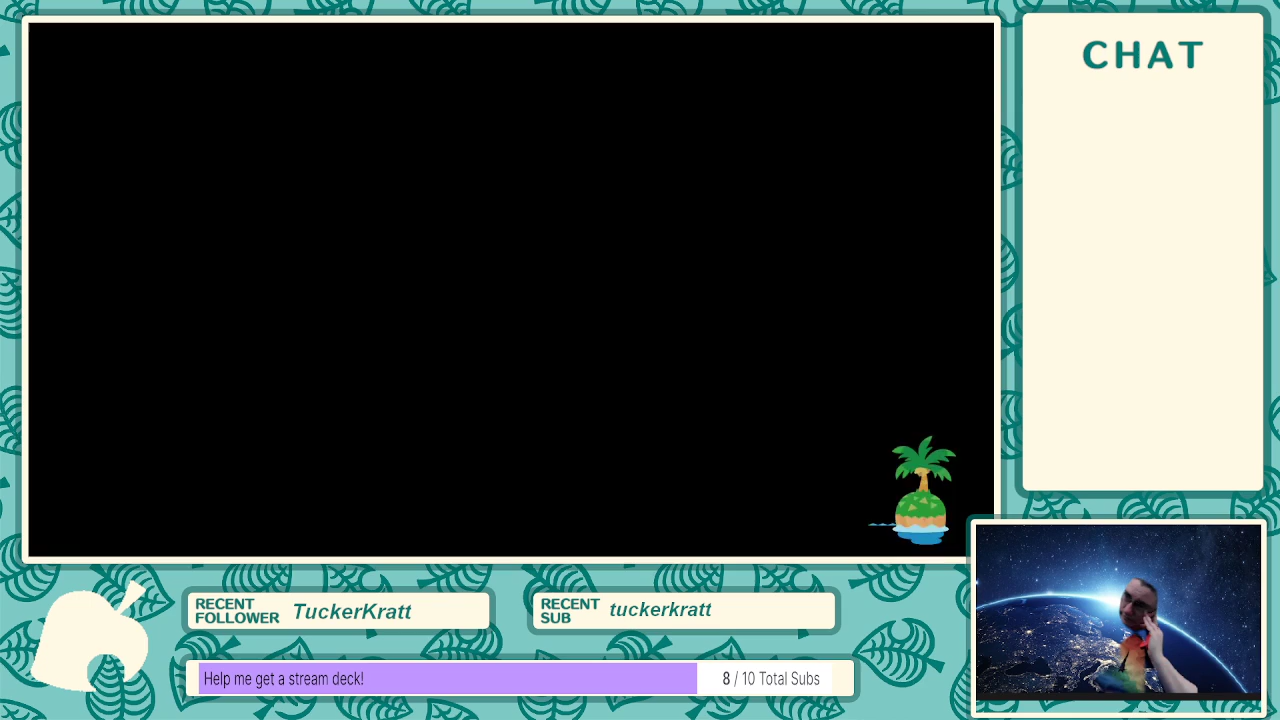 CHAT
RECENT
FOLLOWER
TuckerKratt
RECENT
SUB
tuckerkratt
Help me get a stream deck!
8 / 10 Total Subs